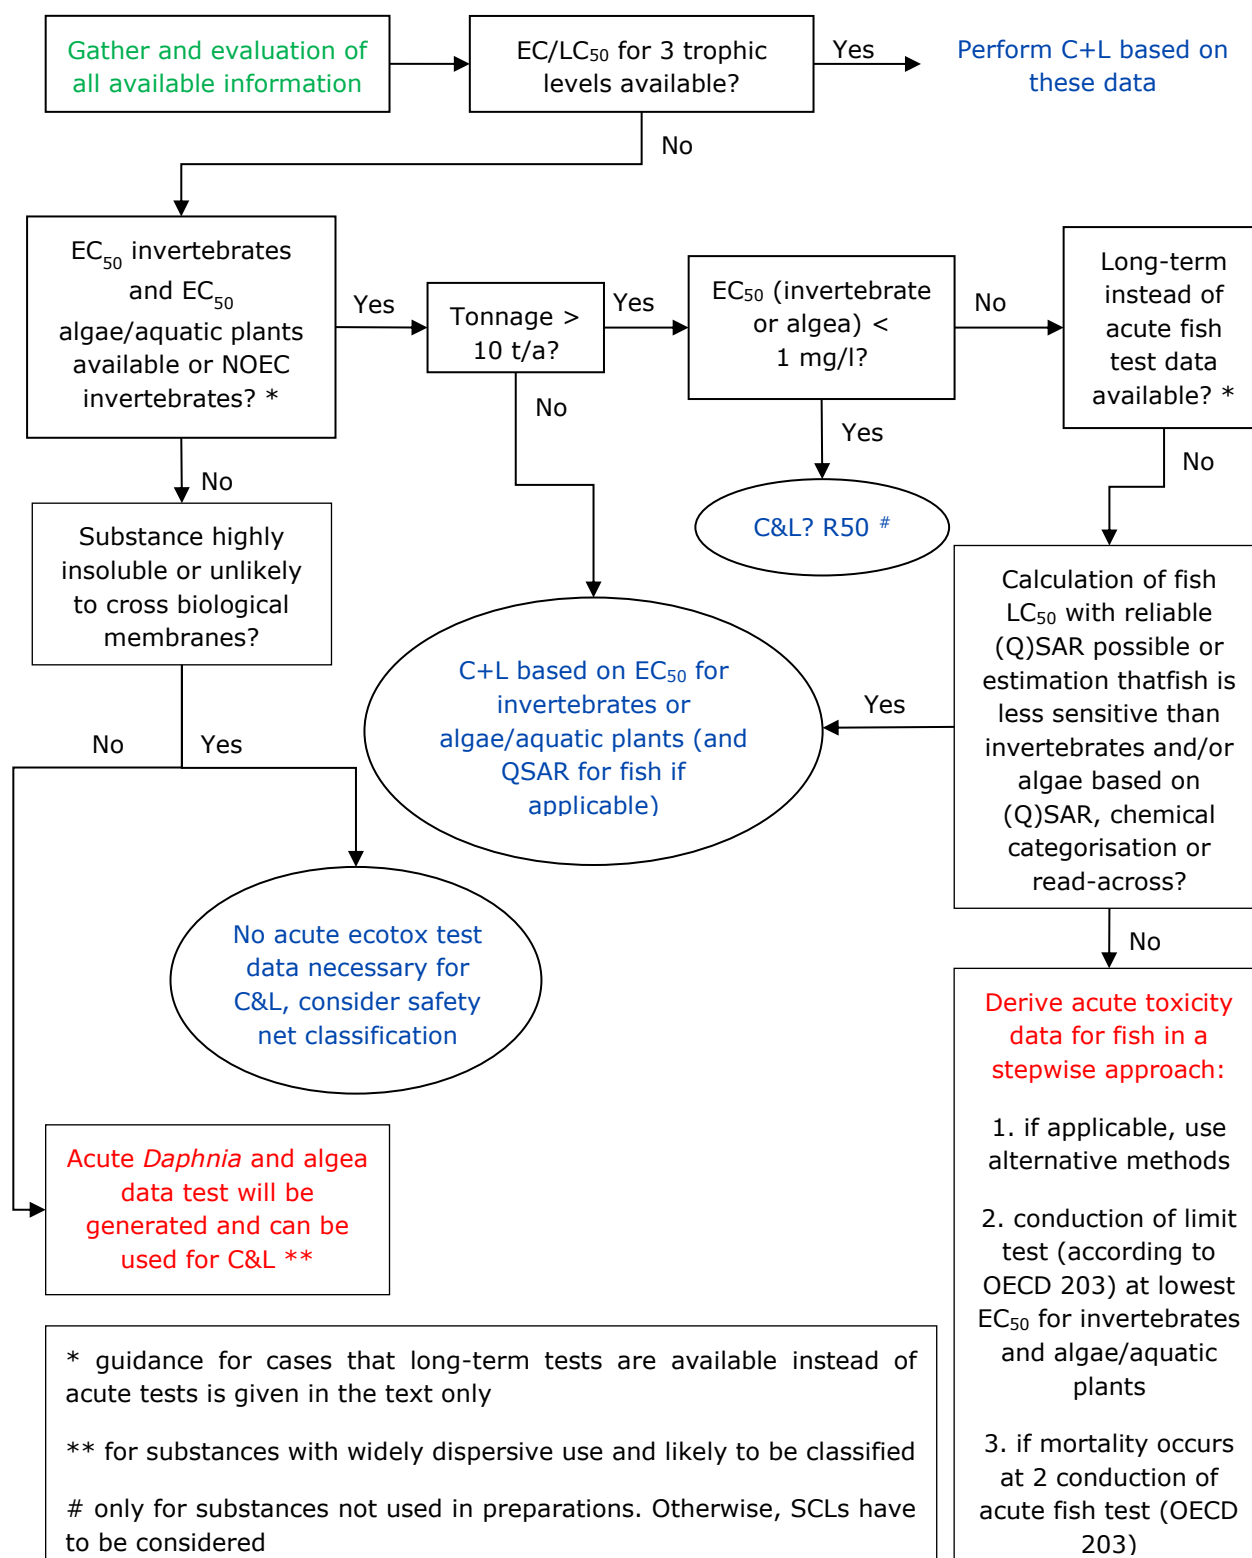 Gather and evaluation of
all available information
EC/LC50 for 3 trophic
levels available?
Yes
Perform C+L based on
these data
No
EC50 invertebrates
and EC50
algae/aquatic plants
available or NOEC
invertebrates? *
Yes
Tonnage >
10 t/a?
Yes
EC50 (invertebrate
or algea) <
1 mg/l?
No
Long-term
instead of
acute fish
test data
available? *
No
No
Yes
No
Substance highly
insoluble or unlikely
to cross biological
membranes?
C&L? R50 #
Calculation of fish
LC50 with reliable
(Q)SAR possible or
estimation thatfish is
less sensitive than
invertebrates and/or
algae based on
(Q)SAR, chemical
categorisation or
read-across?
Yes
C+L based on EC50 for
invertebrates or
algae/aquatic plants (and
QSAR for fish if
applicable)
No
Yes
No
No acute ecotox test
data necessary for
C&L, consider safety
net classification
Derive acute toxicity
data for fish in a
stepwise approach:
1. if applicable, use
alternative methods
2. conduction of limit
test (according to
OECD 203) at lowest
EC50 for invertebrates
and algae/aquatic
plants
3. if mortality occurs
at 2 conduction of
acute fish test (OECD
203)
Acute Daphnia and algea
data test will be
generated and can be
used for C&L **
* guidance for cases that long-term tests are available instead of
acute tests is given in the text only
** for substances with widely dispersive use and likely to be classified
# only for substances not used in preparations. Otherwise, SCLs have
to be considered